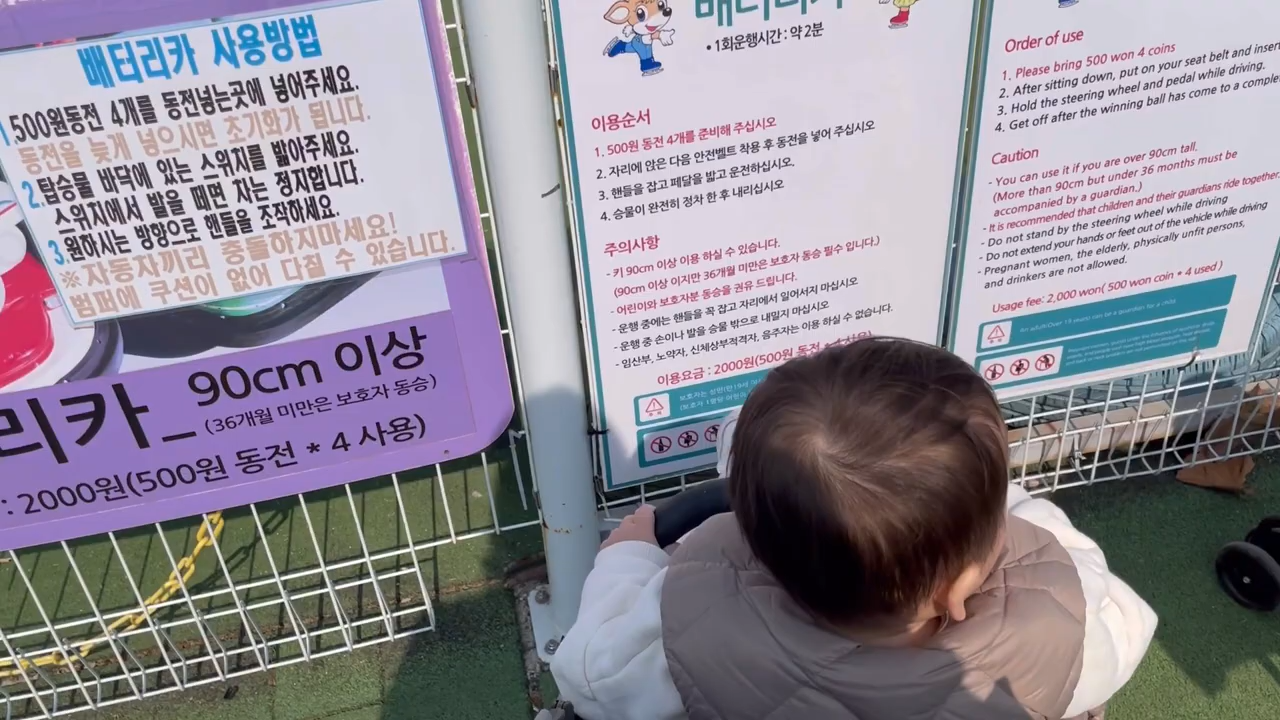 배터리카 사용방법
1.500원동전 4개를 동전넣는곳에 넣어주세요.
동전을 늦게 넣으시면 초기화가 됩니다.
2.탑승물 바닥에 있는 스위치를 밟아주세요.
스위치에서 발을 떼면 자는 정지합니다.
3.원하시는 방향으로 핸들을 조작하세요.
※자동차끼리 충돌하지마세요!
범퍼에 쿠션이 없어 다칠 수 있습니다.
리카_ 90cm 이상
(36개월 미만은 보호자 동승)
: 2000원(500원 동전 * 4 사용)
배터리카
• 1회운행시간 : 약 2분
이용순서
1. 500원 동전 4개를 준비해 주십시오
2. 자리에 앉은 다음 안전벨트 착용 후 동전을 넣어 주십시오
3. 핸들을 잡고 페달을 밟고 운전하십시오.
4. 승물이 완전히 정차 한 후 내리십시오
주의사항
- 키 90cm 이상 이용 하실 수 있습니다.
(90cm 이상 이지만 36개월 미만은 보호자 동승 필수 입니다.)
- 어린이와 보호자분 동승을 권유 드립니다.
- 운행 중에는 핸들을 꼭 잡고 자리에서 일어서지 마십시오
- 운행 중 손이나 발을 승물 밖으로 내밀지 마십시오
- 임산부, 노약자, 신체상부적격자, 음주자는 이용 하실 수 없습니다.
이용요금 : 2000원(500원 동전
Order of use
1. Please bring 500 won 4 coins
2. After sitting down, put on your seat belt and insert
3. Hold the steering wheel and pedal while driving.
4. Get off after the winning ball has come to a comple
Caution
- You can use it if you are over 90cm tall.
(More than 90cm but under 36 months must be
accompanied by a guardian.)
- It is recommended that children and their guardians ride together.
- Do not stand by the steering wheel while driving
- Do not extend your hands or feet out of the vehicle while driving
- Pregnant women, the elderly, physically unfit persons,
and drinkers are not allowed.
Usage fee: 2,000 won( 500 won coin * 4 used )
An adult(Over 19 years) can be a guardian for a child